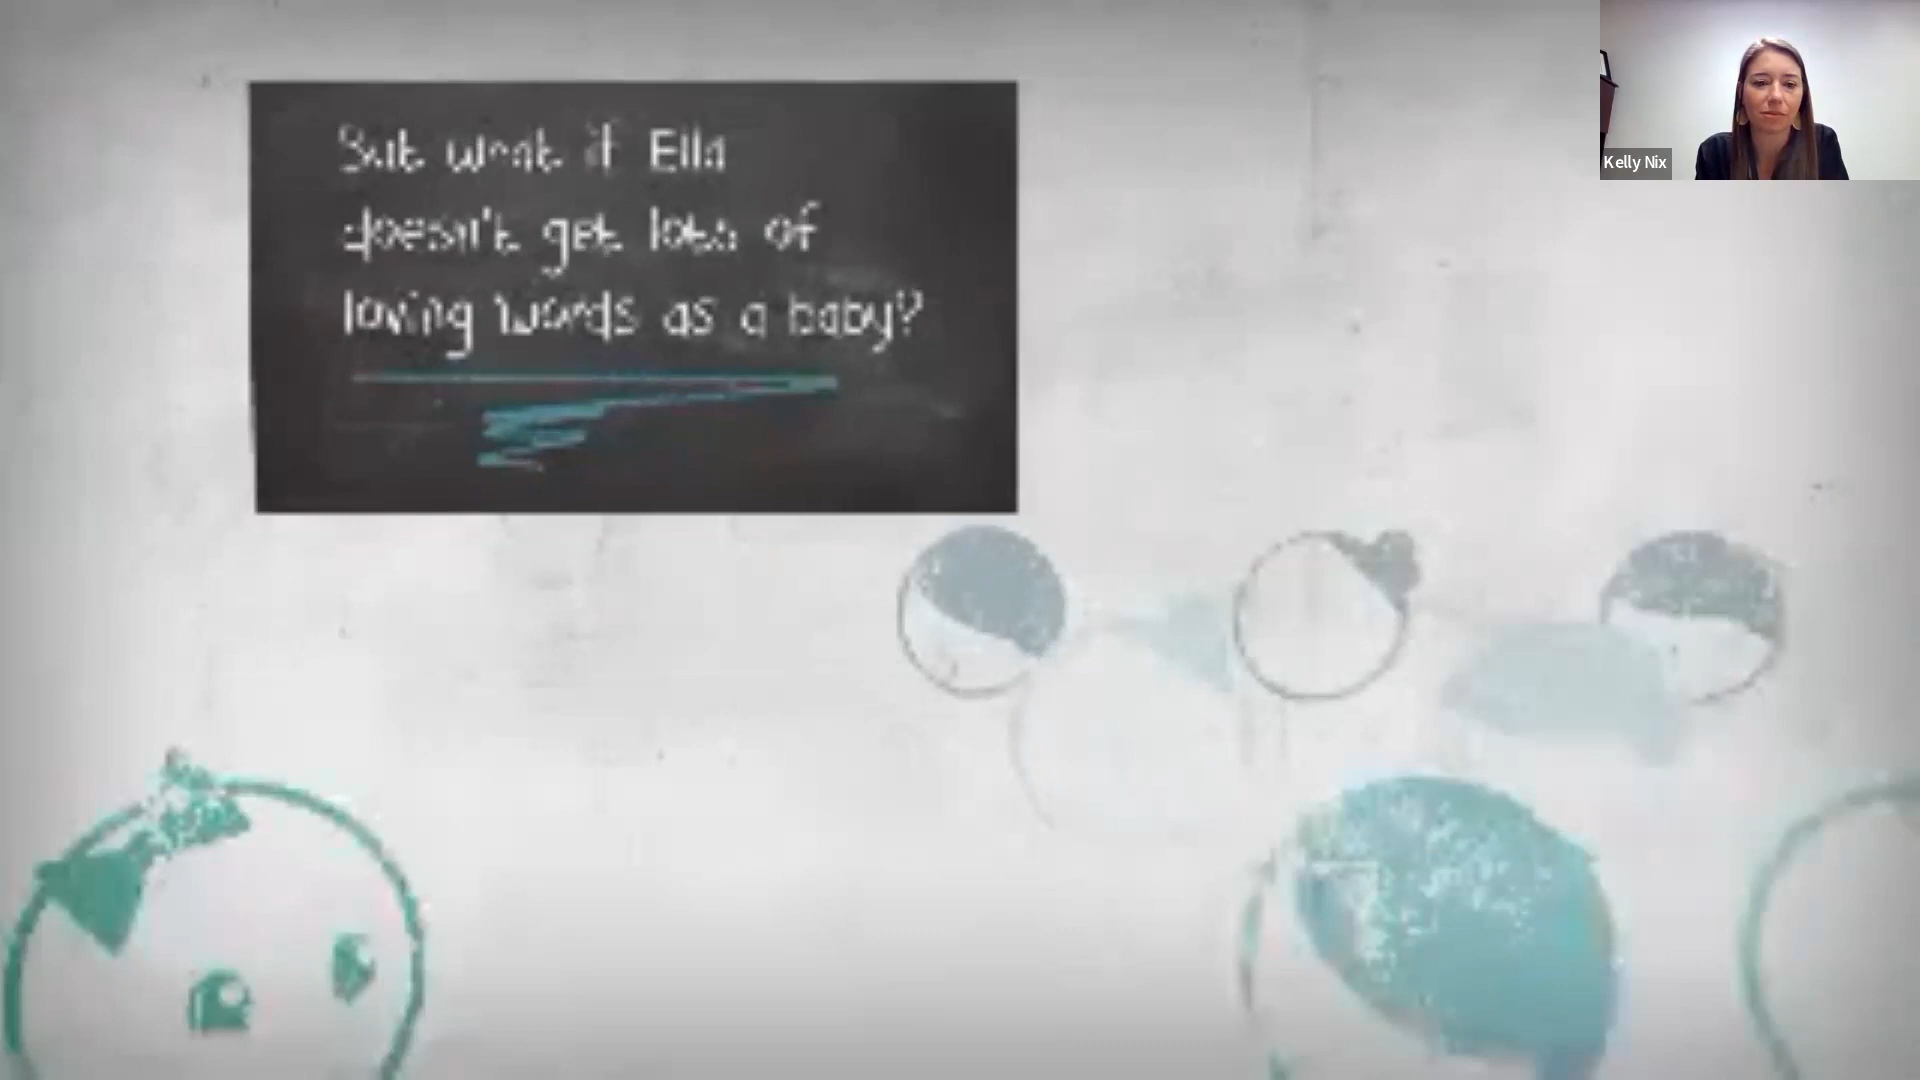 But what if Ella
doesn't get lots of
loving words as a baby?
Kelly Nix